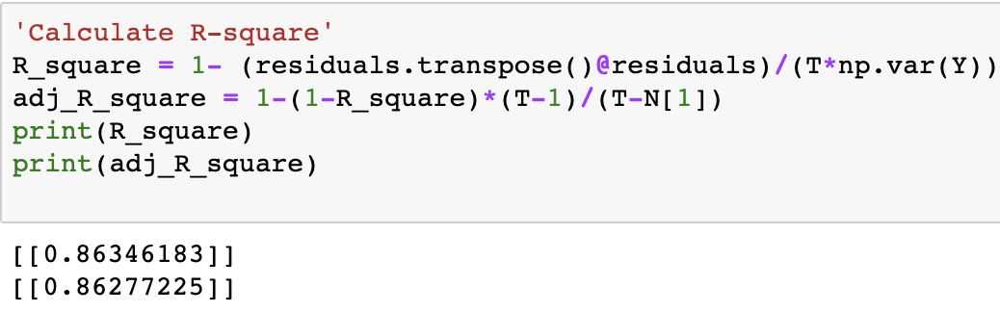 'Calculate R-square'
R_square = 1- (residuals.transpose()@residuals)/(T*np.var(Y))
adj_R_square = 1-(1-R_square)*(T-1)/(T-N[1])
print(R_square)
print(adj_R_square)
[[0.86346183]]
[[0.86277225]]